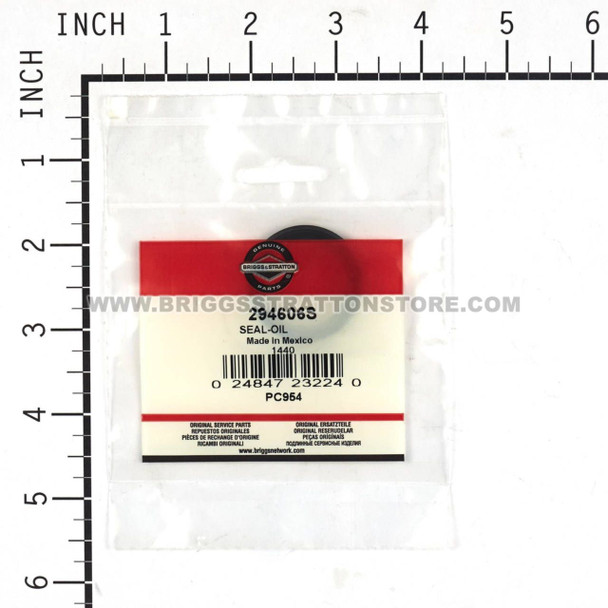 INCH 1 2 3 4 5 6
INCH
1
2
3
4
5
6
GENUINE
BRIGGS&STRATTON
PARTS
WWW.BRIGGSSTRATTONSTORE.COM
294606S
SEAL-OIL
Made in Mexico
1440
0 24847 23224 0
PC954
ORIGINAL SERVICE PARTS
REPUESTOS ORIGINALES
PIÈCES DE RECHANGE D'ORIGINE
RICAMBI ORIGINALI
ORIGINAL ERSATZTEILE
ORIGINAL RESERUDELAR
PEÇAS ORIGINAIS
ПОДЛИННЫЕ СЕРВИСНЫЕ ИЗДЕЛИЯ
www.briggsnetwork.com